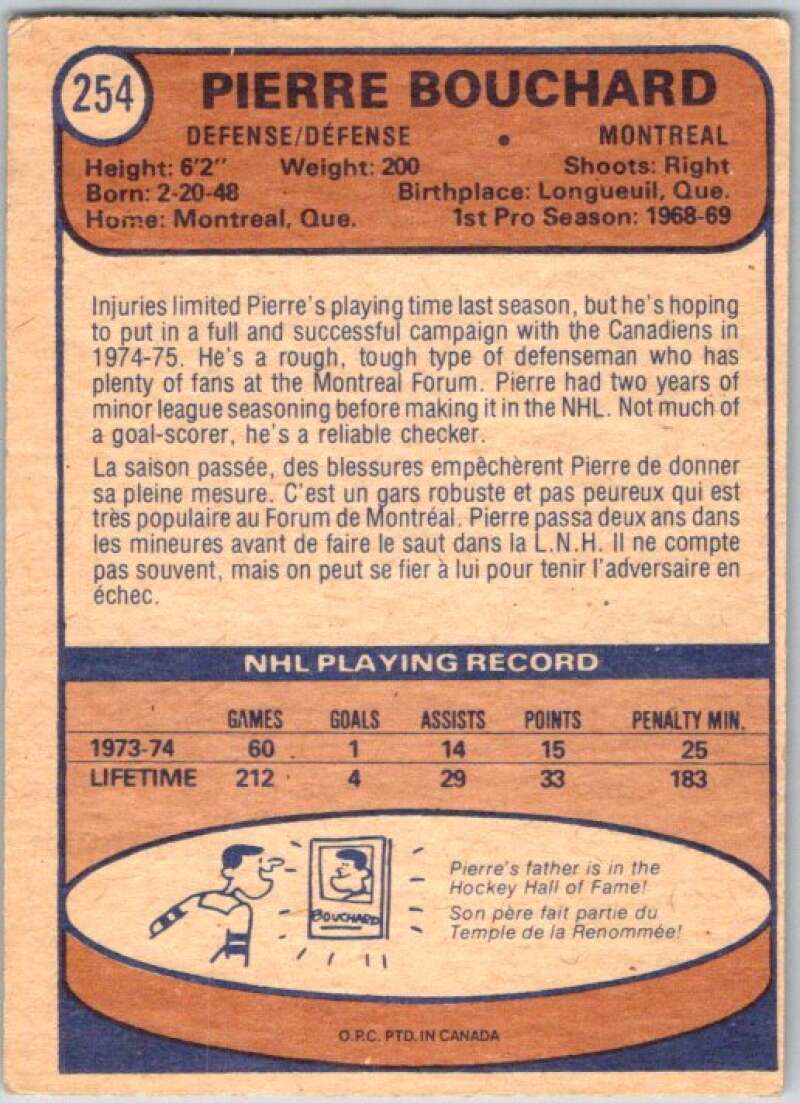 254
PIERRE BOUCHARD
DEFENSE/DÉFENSE • MONTREAL
Height: 6'2" Weight: 200 Shoots: Right
Born: 2-20-48 Birthplace: Longueuil, Que.
Home: Montreal, Que. 1st Pro Season: 1968-69
Injuries limited Pierre's playing time last season, but he's hoping
to put in a full and successful campaign with the Canadiens in
1974-75. He's a rough, tough type of defenseman who has
plenty of fans at the Montreal Forum. Pierre had two years of
minor league seasoning before making it in the NHL. Not much of
a goal-scorer, he's a reliable checker.
La saison passée, des blessures empêchèrent Pierre de donner
sa pleine mesure. C'est un gars robuste et pas peureux qui est
très populaire au Forum de Montréal. Pierre passa deux ans dans
les mineures avant de faire le saut dans la L.N.H. Il ne compte
pas souvent, mais on peut se fier à lui pour tenir l'adversaire en
échec.
NHL PLAYING RECORD
GAMES GOALS ASSISTS POINTS PENALTY MIN.
1973-74 60 1 14 15 25
LIFETIME 212 4 29 33 183
BOUCHARD
Pierre's father is in the
Hockey Hall of Fame!
Son père fait partie du
Temple de la Renommée!
O.P.C. PTD. IN CANADA